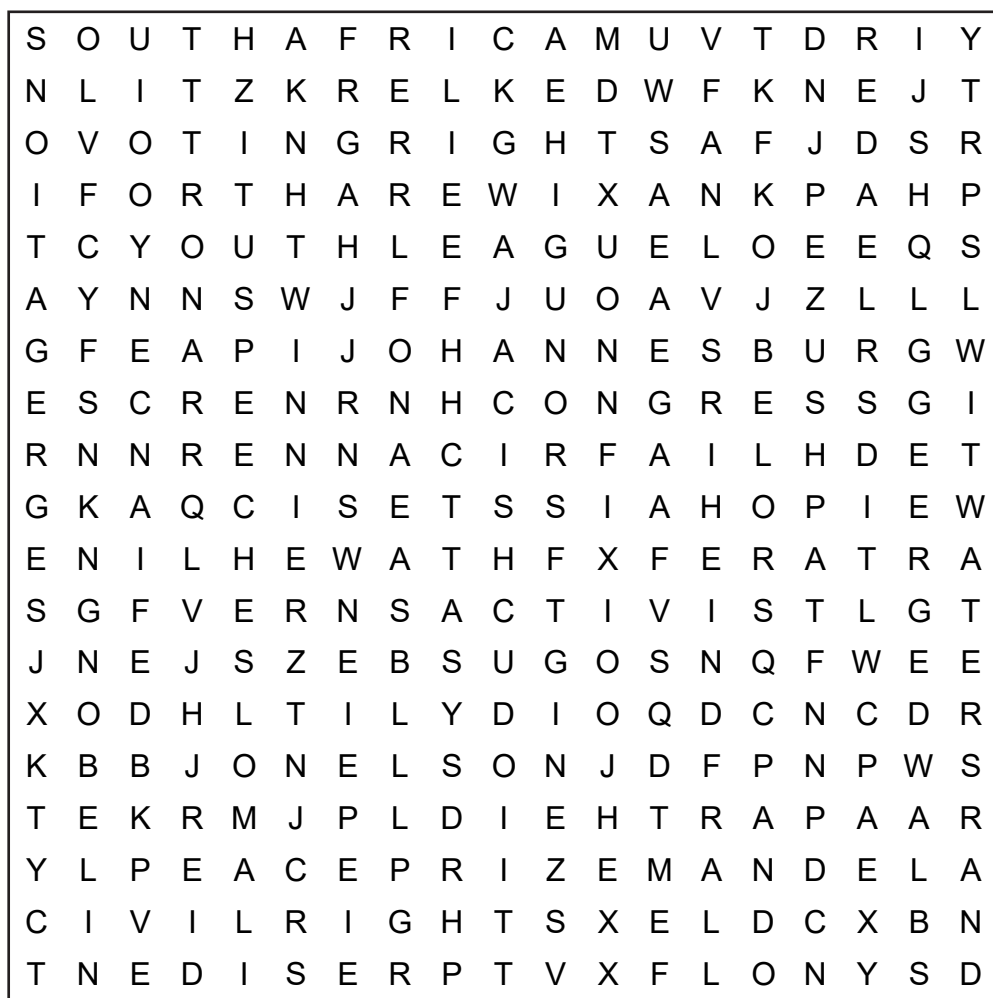 S O U T H A F R I C A M U V T D R I Y
N L I T Z K R E L K E D W F K N E J T
O V O T I N G R I G H T S A F J D S R
I F O R T H A R E W I X A N K P A H P
T C Y O U T H L E A G U E L O E E Q S
A Y N N S W J F F J U O A V J Z L L L
G F E A P I J O H A N N E S B U R G W
E S C R E N R N H C O N G R E S S G I
R N N R E N N A C I R F A I L H D E T
G K A Q C I S E T S S I A H O P I E W
E N I L H E W A T H F X F E R A T R A
S G F V E R N S A C T I V I S T L G T
J N E J S Z E B S U G O S N Q F W E E
X O D H L T I L Y D I O Q D C N C D R
K B B J O N E L S O N J D F P N P W S
T E K R M J P L D I E H T R A P A A R
Y L P E A C E P R I Z E M A N D E L A
C I V I L R I G H T S X E L D C X B N
T N E D I S E R P T V X F L O N Y S D